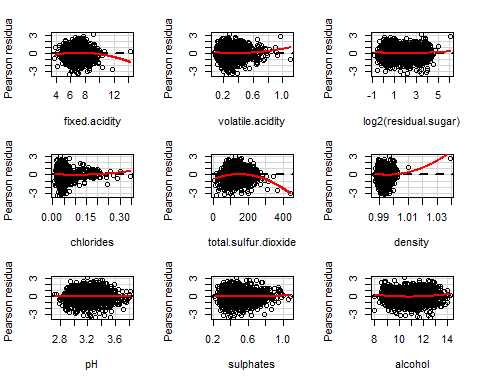 Pearson residua Pearson residua Pearson residua
3 3 3
0 0 0
-3 -3 -3
4 6 8 12 0.2 0.6 1.0 -1 1 3 5
fixed.acidity volatile.acidity log2(residual.sugar)
Pearson residua Pearson residua Pearson residua
3 3 3
0 0 0
-3 -3 -3
0.00 0.15 0.30 0 200 400 0.99 1.01 1.03
chlorides total.sulfur.dioxide density
Pearson residua Pearson residua Pearson residua
3 3 3
0 0 0
-3 -3 -3
2.8 3.2 3.6 0.2 0.6 1.0 8 10 12 14
pH sulphates alcohol